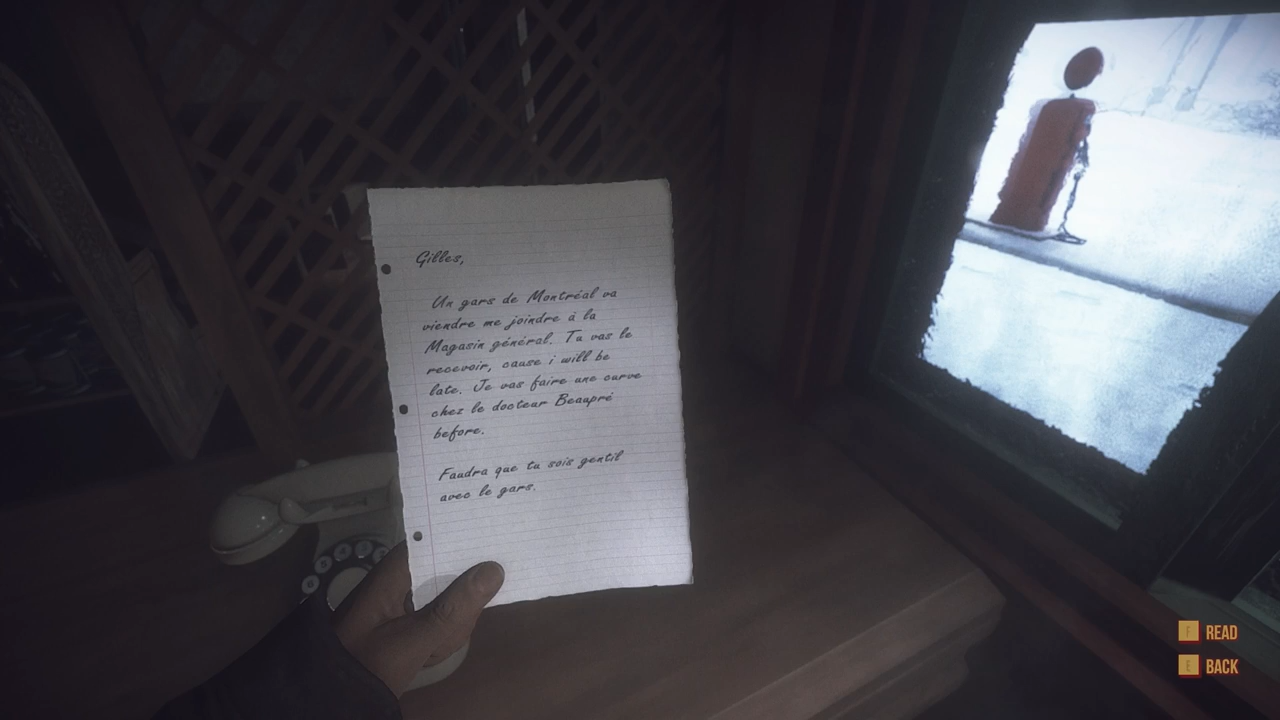 Gilles,
Un gars de Montréal va
viendre me joindre à la
Magasin général. Tu vas le
recevoir, cause i will be
late. Je vas faire une curve
chez le docteur Beaupré
before.
Faudra que tu sois gentil
avec le gars.
F READ
E BACK